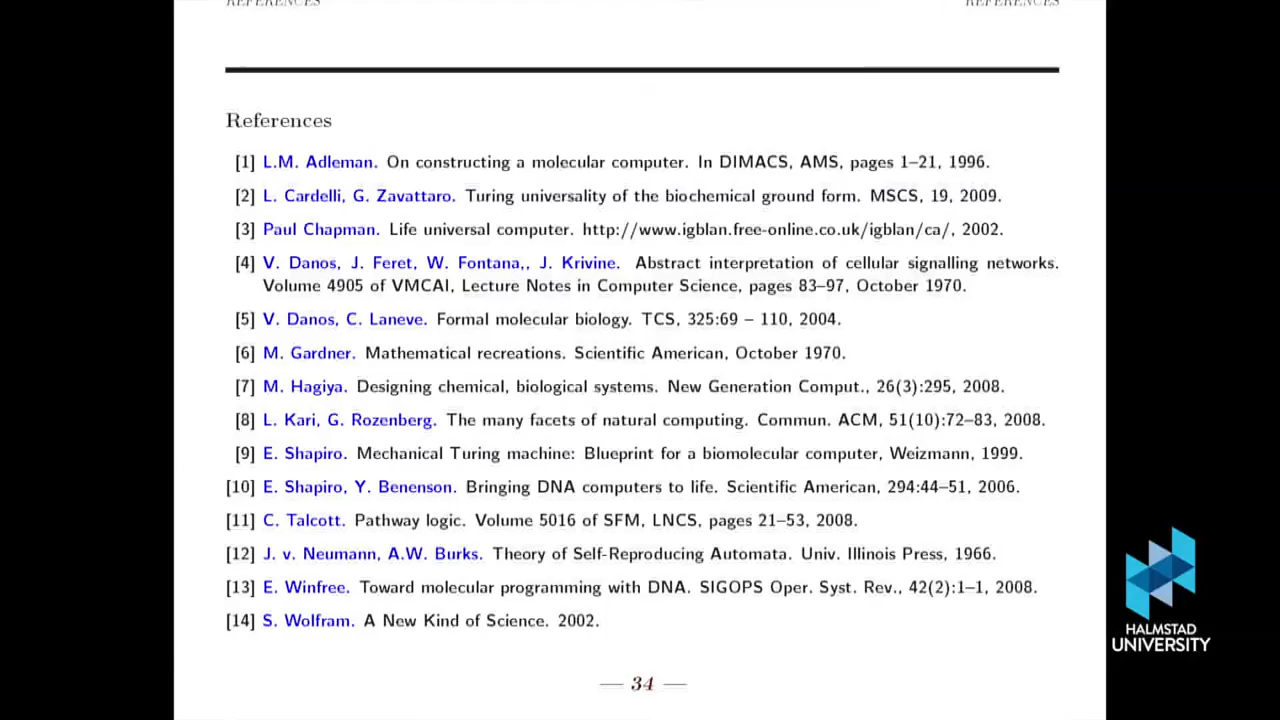 REFERENCES REFERENCES
References
[1] L.M. Adleman. On constructing a molecular computer. In DIMACS, AMS, pages 1–21, 1996.
[2] L. Cardelli, G. Zavattaro. Turing universality of the biochemical ground form. MSCS, 19, 2009.
[3] Paul Chapman. Life universal computer. http://www.igblan.free-online.co.uk/igblan/ca/, 2002.
[4] V. Danos, J. Feret, W. Fontana,, J. Krivine. Abstract interpretation of cellular signalling networks.
Volume 4905 of VMCAI, Lecture Notes in Computer Science, pages 83–97, October 1970.
[5] V. Danos, C. Laneve. Formal molecular biology. TCS, 325:69 – 110, 2004.
[6] M. Gardner. Mathematical recreations. Scientific American, October 1970.
[7] M. Hagiya. Designing chemical, biological systems. New Generation Comput., 26(3):295, 2008.
[8] L. Kari, G. Rozenberg. The many facets of natural computing. Commun. ACM, 51(10):72–83, 2008.
[9] E. Shapiro. Mechanical Turing machine: Blueprint for a biomolecular computer, Weizmann, 1999.
[10] E. Shapiro, Y. Benenson. Bringing DNA computers to life. Scientific American, 294:44–51, 2006.
[11] C. Talcott. Pathway logic. Volume 5016 of SFM, LNCS, pages 21–53, 2008.
[12] J. v. Neumann, A.W. Burks. Theory of Self-Reproducing Automata. Univ. Illinois Press, 1966.
[13] E. Winfree. Toward molecular programming with DNA. SIGOPS Oper. Syst. Rev., 42(2):1–1, 2008.
[14] S. Wolfram. A New Kind of Science. 2002.
— 34 —
HALMSTAD
UNIVERSITY